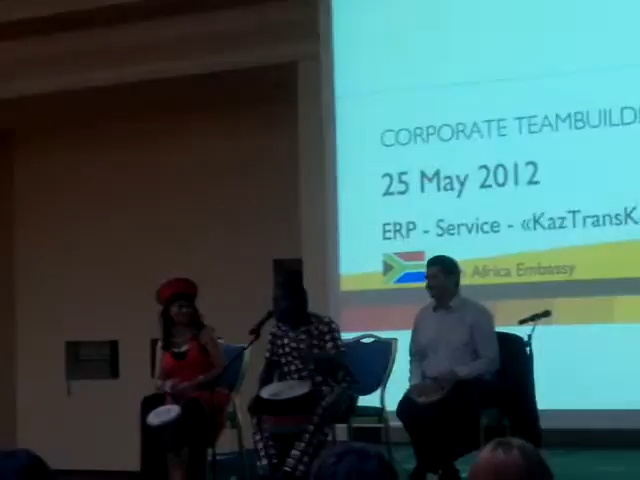 CORPORATE TEAMBUILDI
25 May 2012
ERP - Service - «KazTransK
Africa Embassy